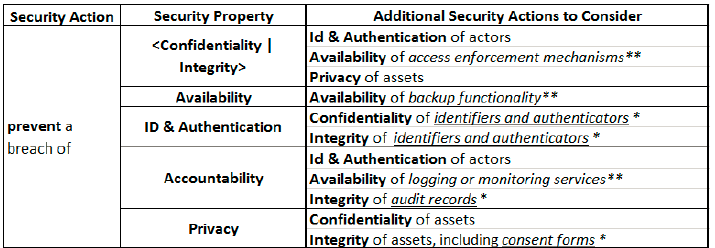 Security Action Security Property Additional Security Actions to Consider
<Confidentiality |
Integrity>
Id & Authentication of actors
Availability of access enforcement mechanisms**
Privacy of assets
Availability Availability of backup functionality**
prevent a
breach of
ID & Authentication
Confidentiality of identifiers and authenticators *
Integrity of identifiers and authenticators *
Accountability
Id & Authentication of actors
Availability of logging or monitoring services**
Integrity of audit records *
Privacy
Confidentiality of assets
Integrity of assets, including consent forms *